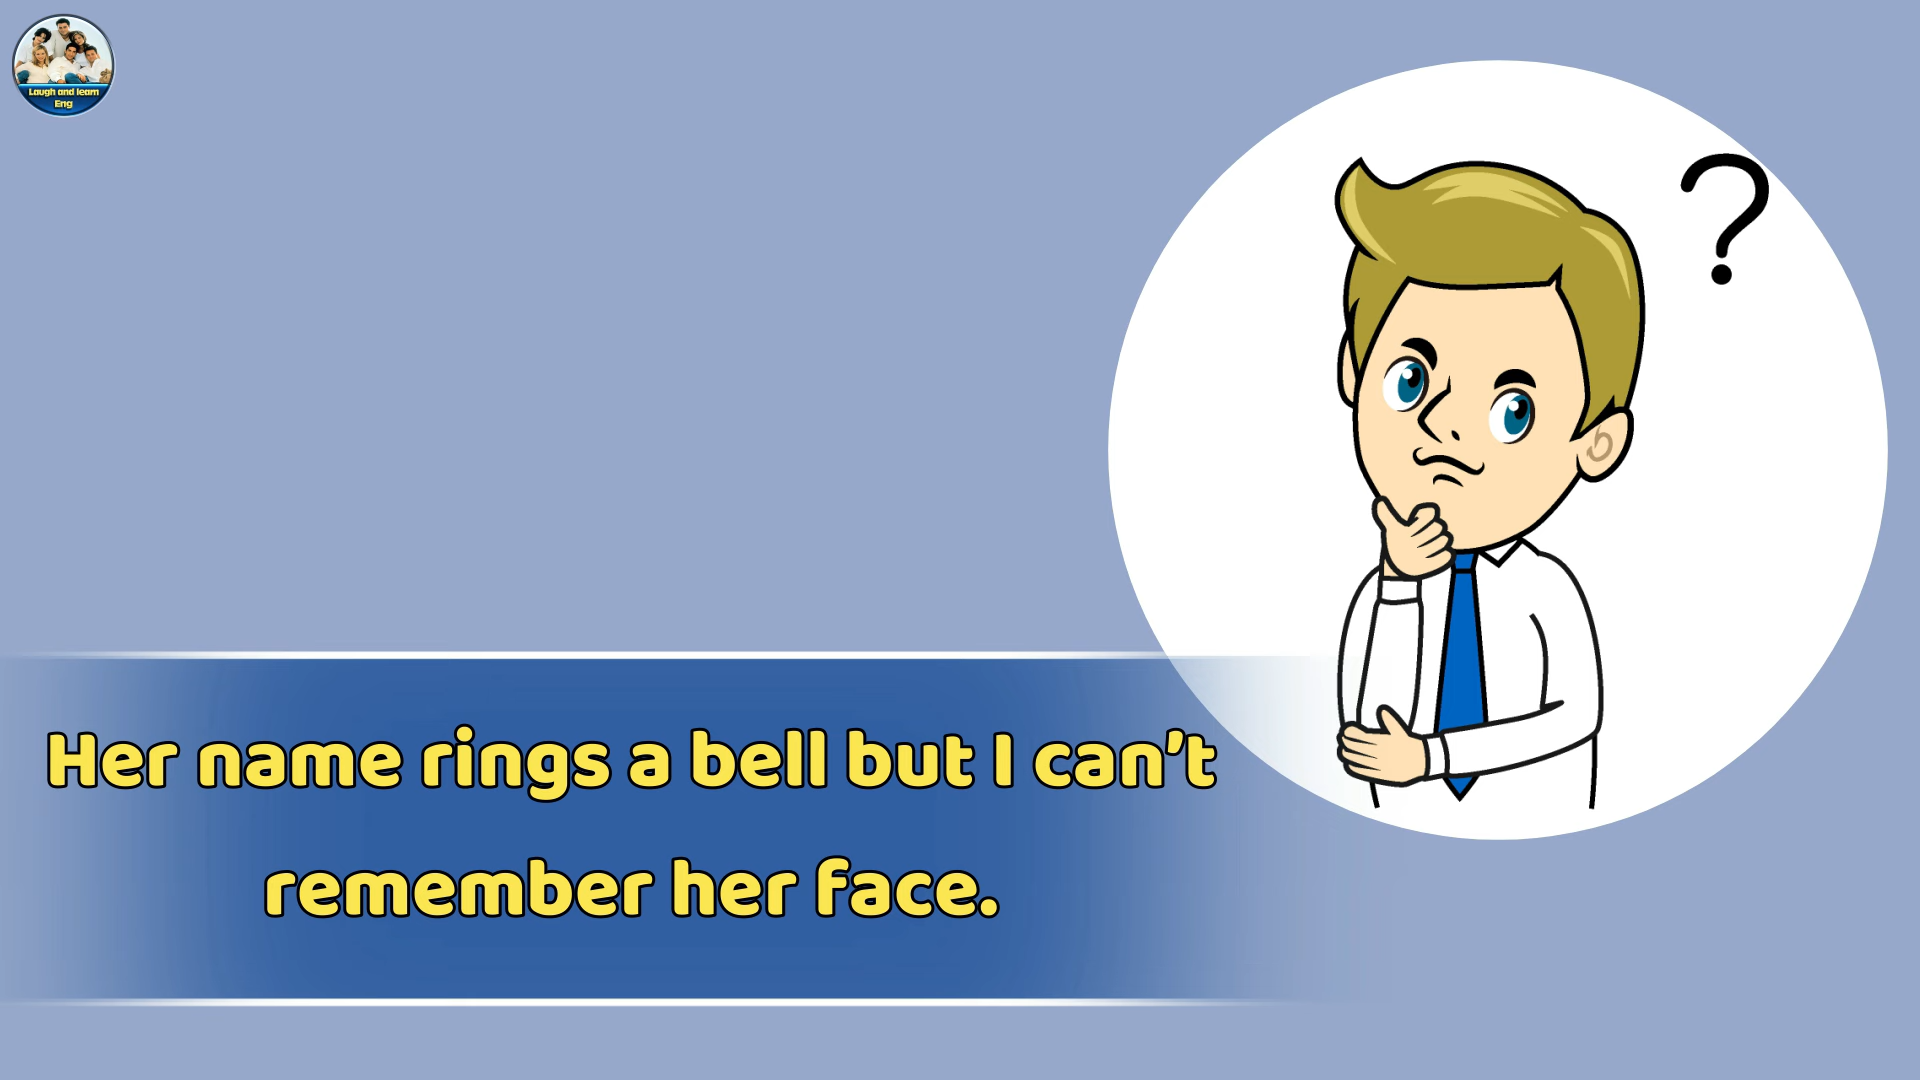 Laugh and learn
Eng
?
Her name rings a bell but I can’t
remember her face.